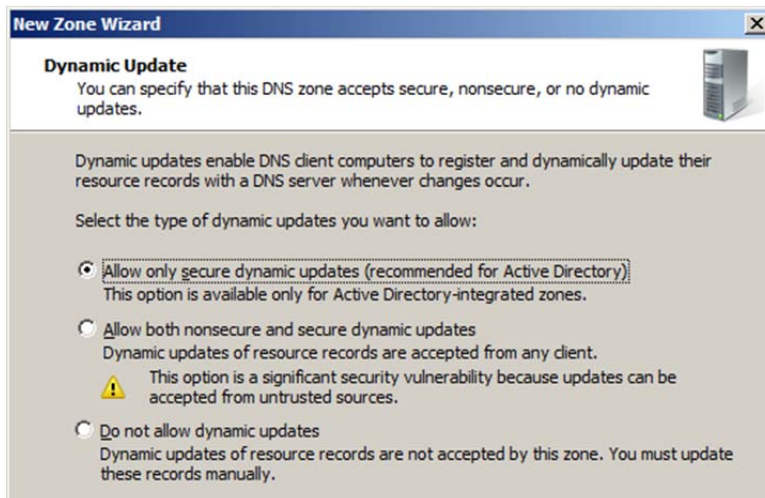 New Zone Wizard
Dynamic Update
You can specify that this DNS zone accepts secure, nonsecure, or no dynamic
updates.
Dynamic updates enable DNS client computers to register and dynamically update their
resource records with a DNS server whenever changes occur.
Select the type of dynamic updates you want to allow:
Allow only secure dynamic updates (recommended for Active Directory)
This option is available only for Active Directory-integrated zones.
Allow both nonsecure and secure dynamic updates
Dynamic updates of resource records are accepted from any client.
This option is a significant security vulnerability because updates can be
accepted from untrusted sources.
Do not allow dynamic updates
Dynamic updates of resource records are not accepted by this zone. You must update
these records manually.